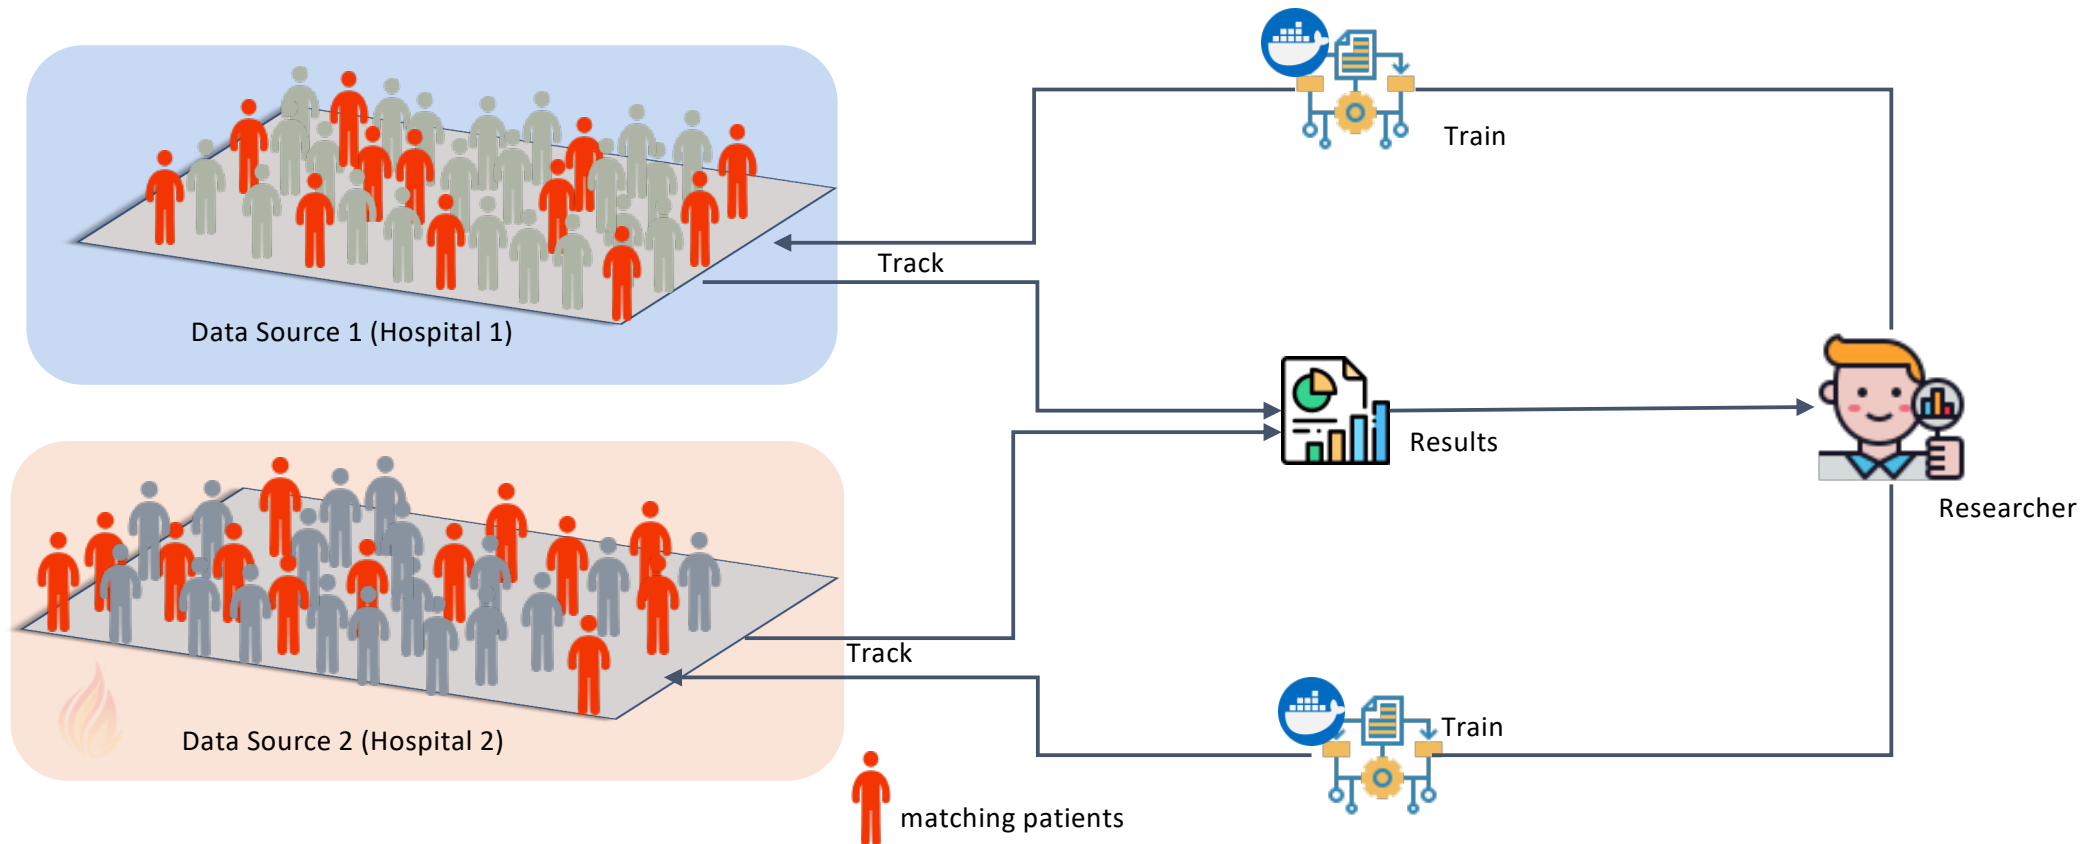 Train
Track
Data Source 1 (Hospital 1)
Results
Researcher
Track
Train
Data Source 2 (Hospital 2)
matching patients